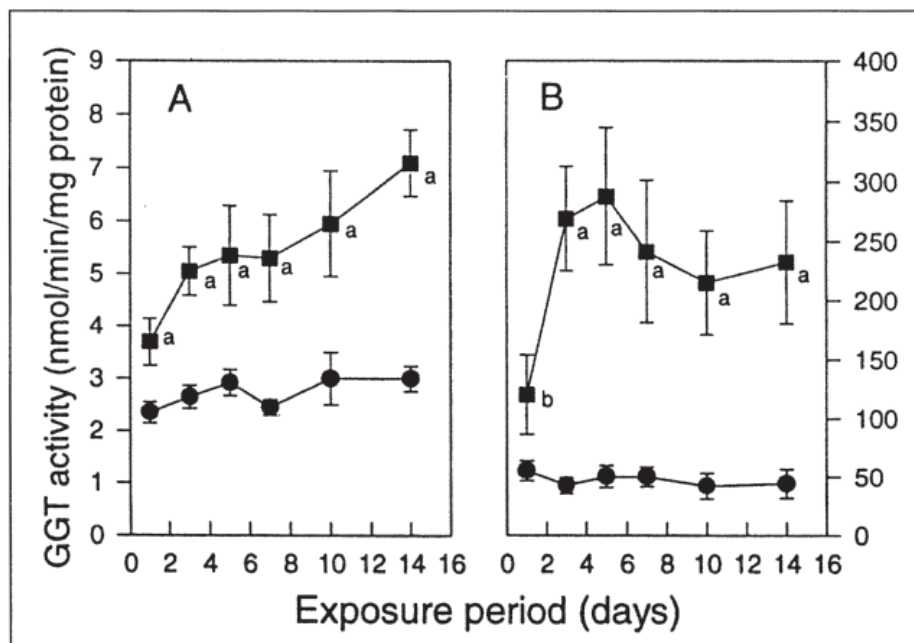 GGT activity (nmol/min/mg protein)
9
8
7
6
5
4
3
2
1
0
A
a
a
a
a
a
a
0 2 4 6 8 10 12 14 16
B
b
a
a
a
a
a
0 2 4 6 8 10 12 14 16
400
350
300
250
200
150
100
50
0
Exposure period (days)